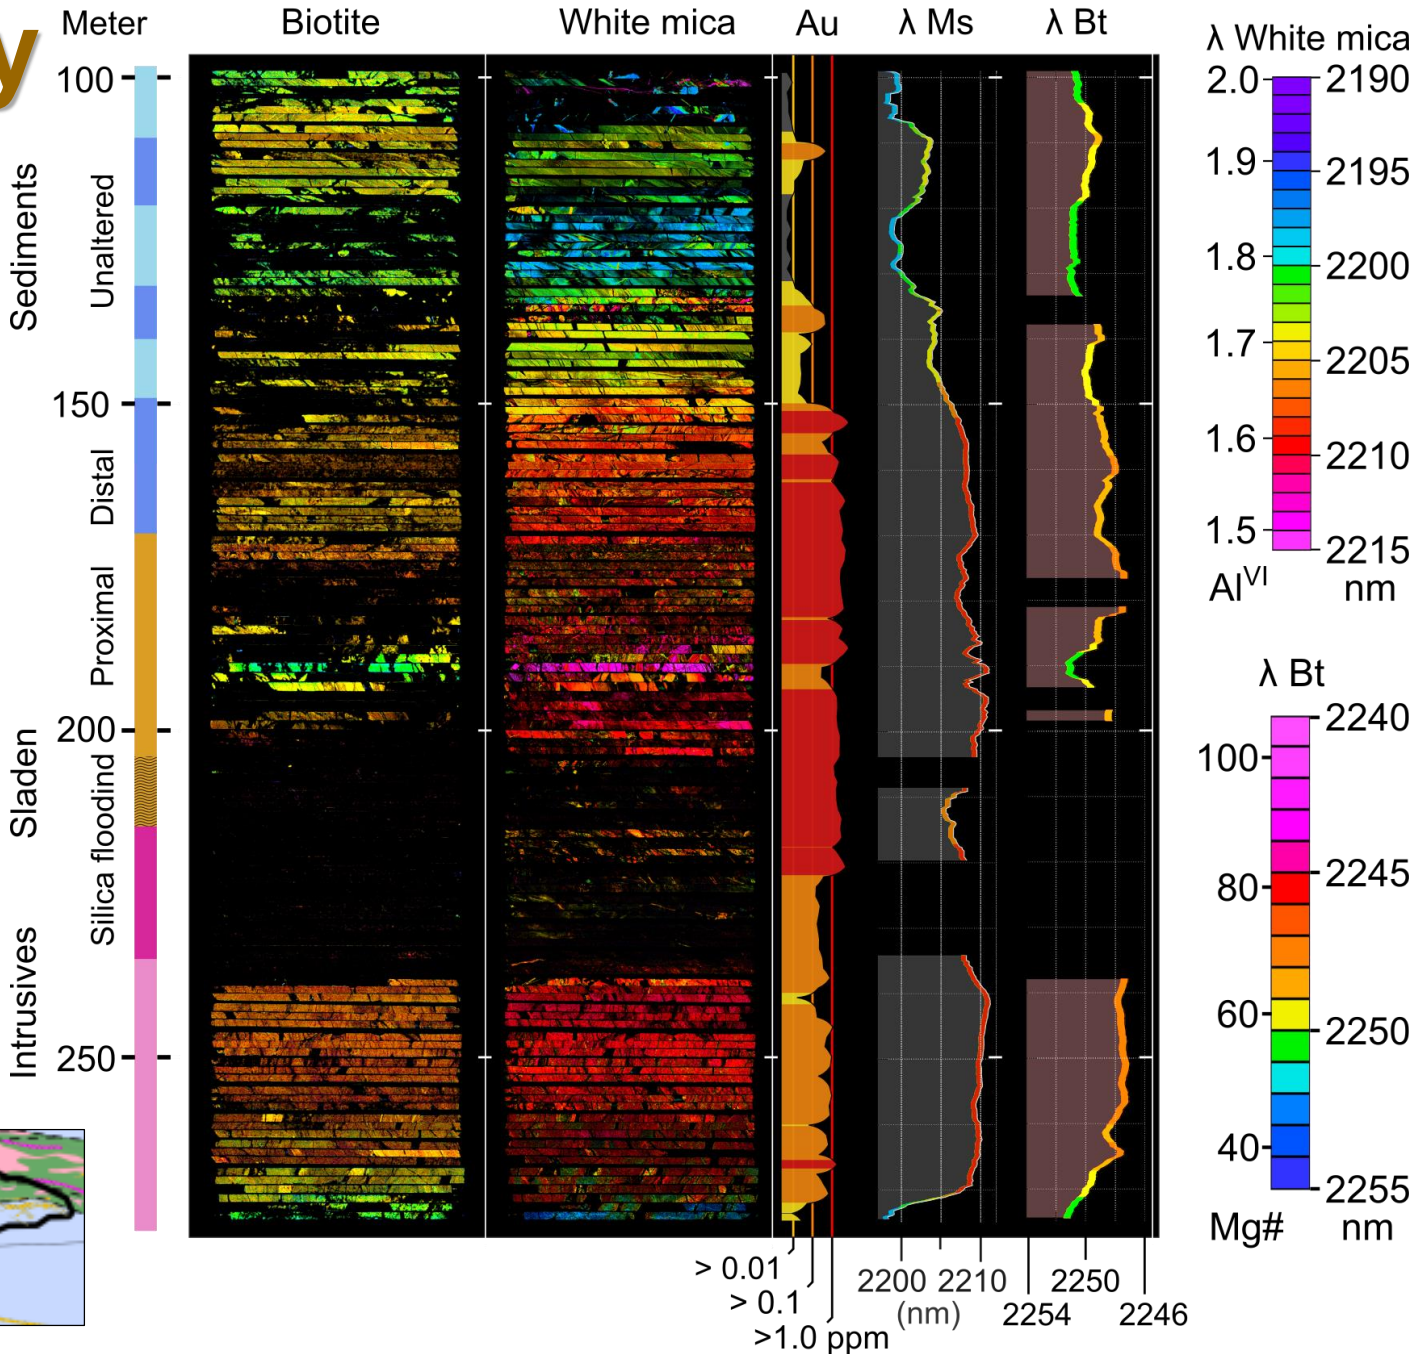 y
Meter
Biotite
White mica
Au
λ Ms
λ Bt
100
150
200
250
Sediments
Sladen
Intrusives
Unaltered
Distal
Proximal
Silica floodind
> 0.01
> 0.1
>1.0 ppm
2200 2210
(nm)
2250
2254 2246
λ White mica
2.0 2190
1.9 2195
1.8 2200
1.7 2205
1.6 2210
1.5 2215
Al^VI nm
λ Bt
2240
100
80 2245
60 2250
40 2255
Mg# nm